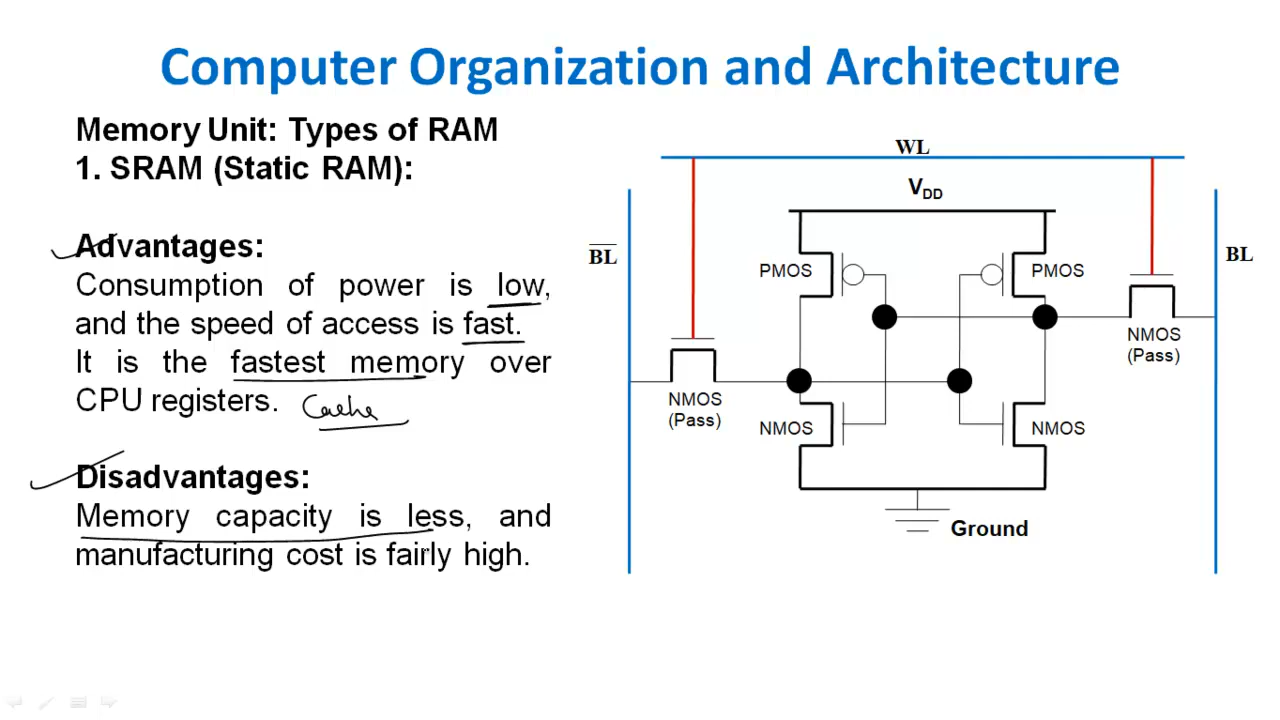 Computer Organization and Architecture
Memory Unit: Types of RAM
1. SRAM (Static RAM):
Advantages:
Consumption of power is low,
and the speed of access is fast.
It is the fastest memory over
CPU registers. Cache
Disadvantages:
Memory capacity is less, and
manufacturing cost is fairly high.
WL
VDD
BL
BL
PMOS
PMOS
NMOS
(Pass)
NMOS
(Pass)
NMOS
NMOS
Ground